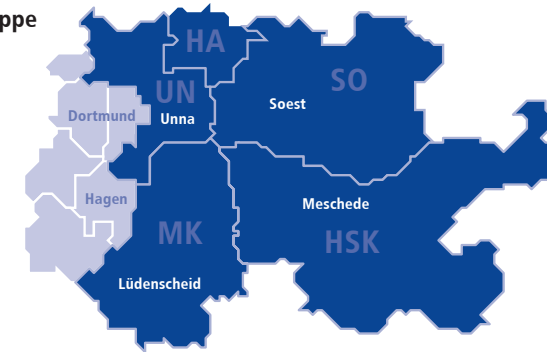 ppe
HA
SO
UN
Soest
Dortmund
Unna
Hagen
Meschede
MK
HSK
Lüdenscheid